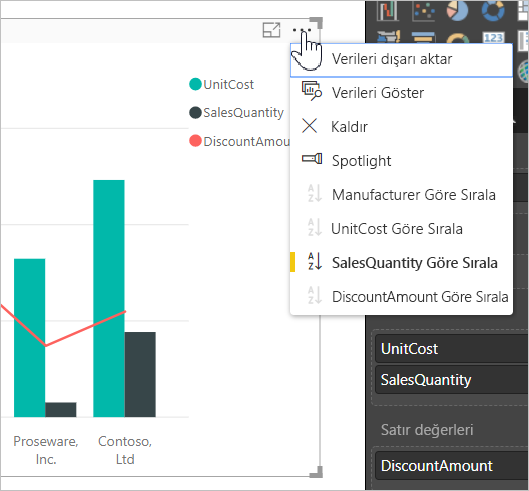 UnitCost
SalesQuantity
DiscountAmou
Verileri dışarı aktar
Verileri Göster
Kaldır
Spotlight
Manufacturer Göre Sırala
UnitCost Göre Sırala
SalesQuantity Göre Sırala
DiscountAmount Göre Sırala
Proseware,
Inc.
Contoso,
Ltd
UnitCost
SalesQuantity
Satır değerleri
DiscountAmount